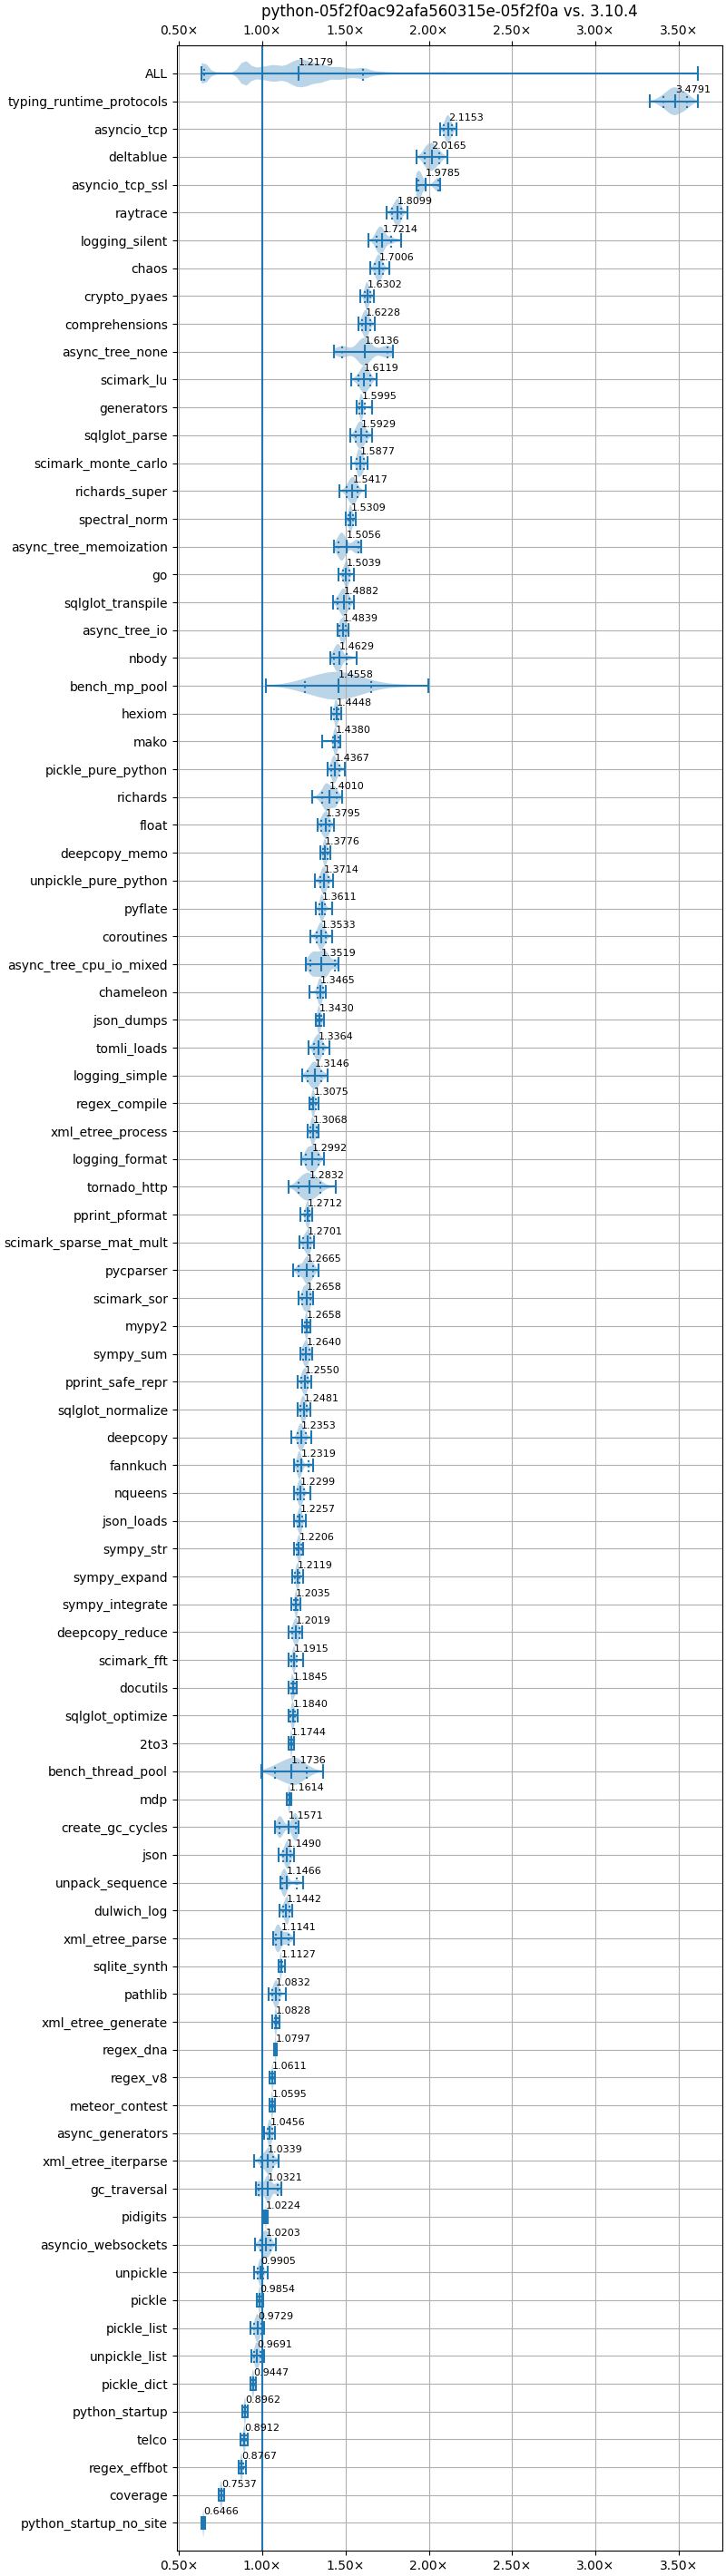 python-05f2f0ac92afa560315e-05f2f0a vs. 3.10.4
0.50× 1.00× 1.50× 2.00× 2.50× 3.00× 3.50×
ALL 1.2179
typing_runtime_protocols 3.4791
asyncio_tcp 2.1153
deltablue 2.0165
asyncio_tcp_ssl 1.9785
raytrace 1.8099
logging_silent 1.7214
chaos 1.7006
crypto_pyaes 1.6302
comprehensions 1.6228
async_tree_none 1.6136
scimark_lu 1.6119
generators 1.5995
sqlglot_parse 1.5929
scimark_monte_carlo 1.5877
richards_super 1.5417
spectral_norm 1.5309
async_tree_memoization 1.5056
go 1.5039
sqlglot_transpile 1.4882
async_tree_io 1.4839
nbody 1.4629
bench_mp_pool 1.4558
hexiom 1.4448
mako 1.4380
pickle_pure_python 1.4367
richards 1.4010
float 1.3795
deepcopy_memo 1.3776
unpickle_pure_python 1.3714
pyflate 1.3611
coroutines 1.3533
async_tree_cpu_io_mixed 1.3519
chameleon 1.3465
json_dumps 1.3430
tomli_loads 1.3364
logging_simple 1.3146
regex_compile 1.3075
xml_etree_process 1.3068
logging_format 1.2992
tornado_http 1.2832
pprint_pformat 1.2712
scimark_sparse_mat_mult 1.2701
pycparser 1.2665
scimark_sor 1.2658
mypy2 1.2658
sympy_sum 1.2640
pprint_safe_repr 1.2550
sqlglot_normalize 1.2481
deepcopy 1.2353
fannkuch 1.2319
nqueens 1.2299
json_loads 1.2257
sympy_str 1.2206
sympy_expand 1.2119
sympy_integrate 1.2035
deepcopy_reduce 1.2019
scimark_fft 1.1915
docutils 1.1845
sqlglot_optimize 1.1840
2to3 1.1744
bench_thread_pool 1.1736
mdp 1.1614
create_gc_cycles 1.1571
json 1.1490
unpack_sequence 1.1466
dulwich_log 1.1442
xml_etree_parse 1.1141
sqlite_synth 1.1127
pathlib 1.0832
xml_etree_generate 1.0828
regex_dna 1.0797
regex_v8 1.0611
meteor_contest 1.0595
async_generators 1.0456
xml_etree_iterparse 1.0339
gc_traversal 1.0321
pidigits 1.0224
asyncio_websockets 1.0203
unpickle 0.9905
pickle 0.9854
pickle_list 0.9729
unpickle_list 0.9691
pickle_dict 0.9447
python_startup 0.8962
telco 0.8912
regex_effbot 0.8767
coverage 0.7537
python_startup_no_site 0.6466
0.50× 1.00× 1.50× 2.00× 2.50× 3.00× 3.50×